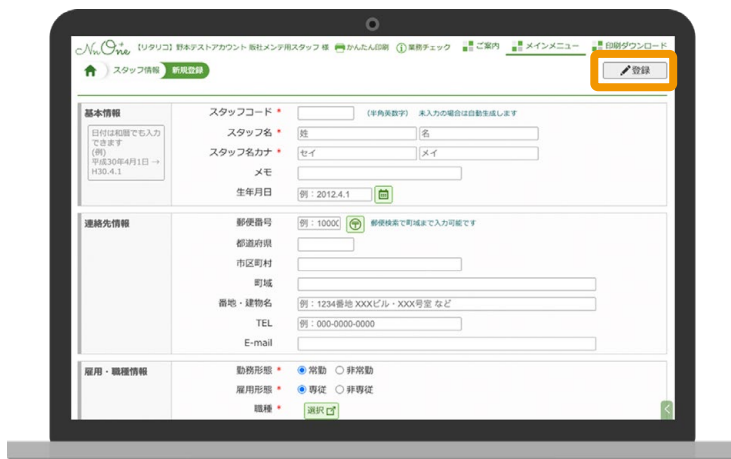 NnOne 【リタリコ】野本テストアカウント 販社メンテ用スタッフ 様 かんたん印刷 業務チェック ご案内 メインメニュー 印刷ダウンロード
スタッフ情報 新規登録 登録
基本情報
日付は和暦でも入力
できます
(例)
平成30年4月1日 →
H30.4.1
スタッフコード * (半角英数字) 未入力の場合は自動生成します
スタッフ名 * 姓 名
スタッフ名カナ * セイ メイ
メモ
生年月日 例：2012.4.1
連絡先情報
郵便番号 例：1000 郵便検索で町域まで入力可能です
都道府県
市区町村
町域
番地・建物名 例：1234番地 XXXビル・XXX号室 など
TEL 例：000-0000-0000
E-mail
雇用・職種情報
勤務形態 * 常勤 非常勤
雇用形態 * 専従 非専従
職種 * 選択